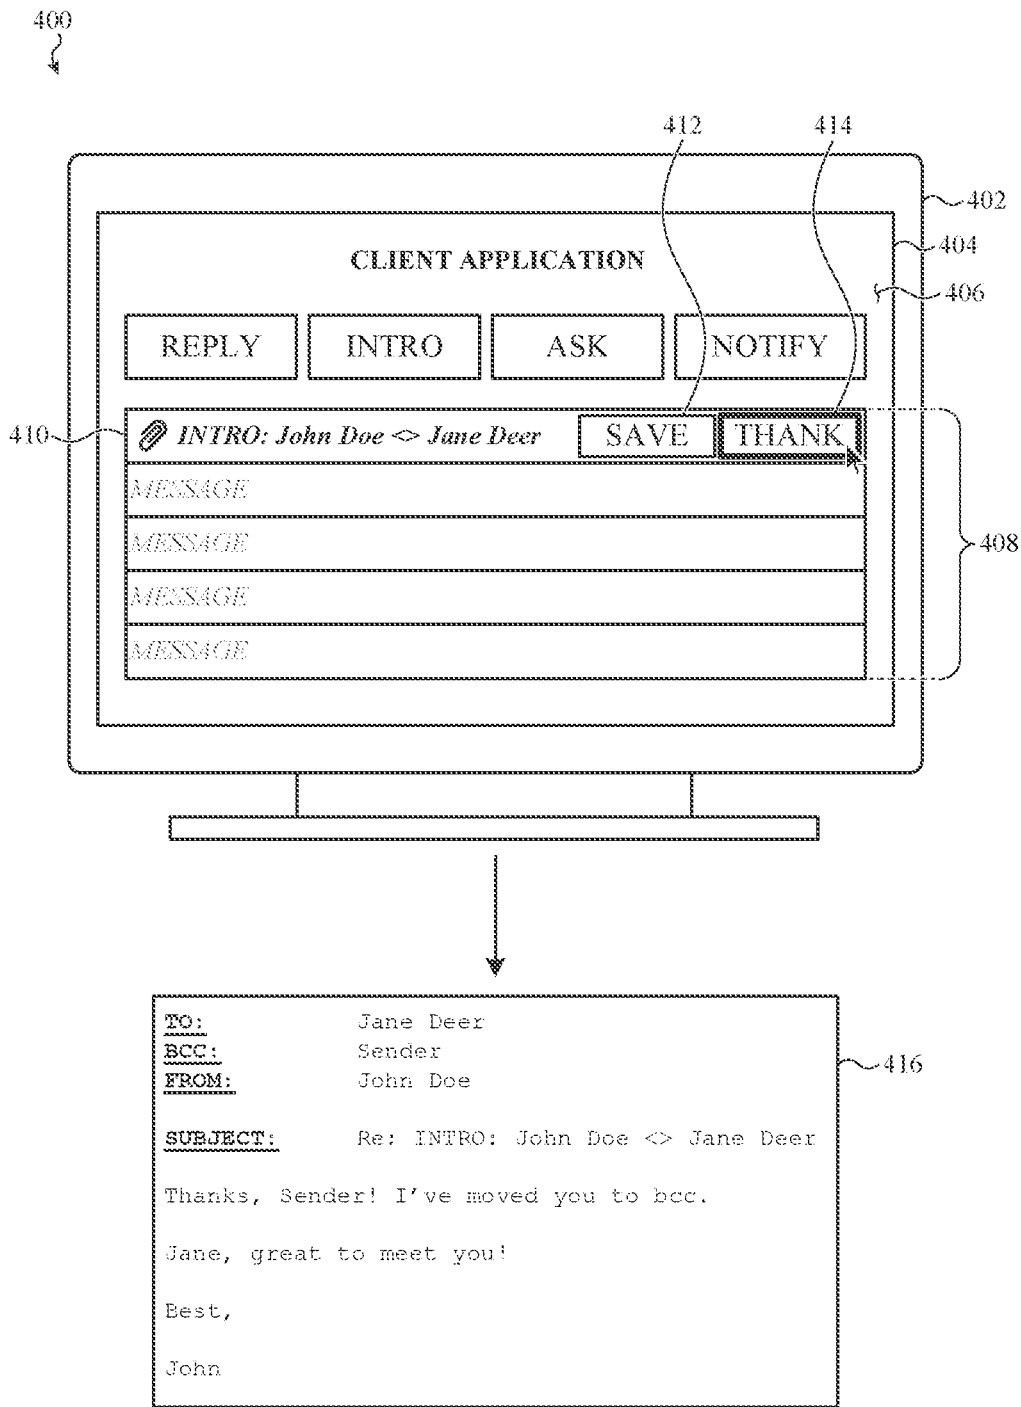 400
412 414
402
404
CLIENT APPLICATION
406
REPLY INTRO ASK NOTIFY
410 INTRO: John Doe <> Jane Deer SAVE THANK
MESSAGE
MESSAGE
408
MESSAGE
MESSAGE
TO: Jane Deer
BCC: Sender
416
FROM: John Doe
SUBJECT: Re: INTRO: John Doe <> Jane Deer
Thanks, Sender! I've moved you to bcc.
Jane, great to meet you!
Best,
John